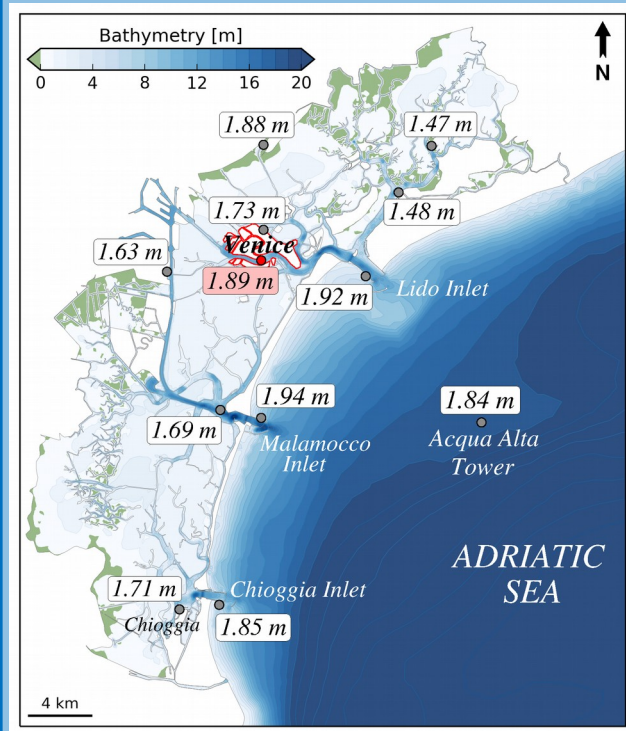 Bathymetry [m]
0 4 8 12 16 20
N
1.88 m
1.47 m
1.73 m
1.48 m
Venice
1.63 m
1.89 m
1.92 m
Lido Inlet
1.94 m
1.84 m
1.69 m
Malamocco
Inlet
Acqua Alta
Tower
ADRIATIC
SEA
1.71 m
Chioggia Inlet
Chioggia
1.85 m
4 km